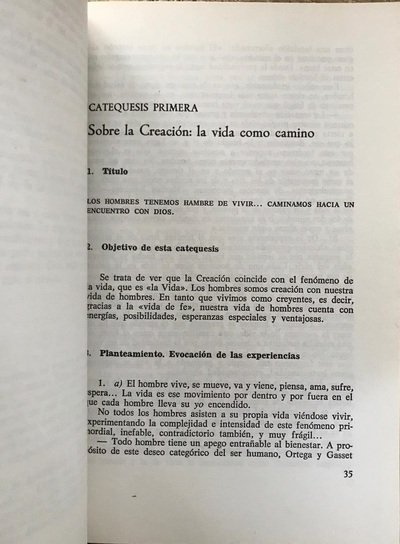 CATEQUESIS PRIMERA
Sobre la Creación: la vida como camino
1. Título
LOS HOMBRES TENEMOS HAMBRE DE VIVIR... CAMINAMOS HACIA UN
ENCUENTRO CON DIOS.
2. Objetivo de esta catequesis
Se trata de ver que la Creación coincide con el fenómeno de
la vida, que es «la Vida». Los hombres somos creación con nuestra
vida de hombres. En tanto que vivimos como creyentes, es decir,
gracias a la «vida de fe», nuestra vida de hombres cuenta con
energías, posibilidades, esperanzas especiales y ventajosas.
3. Planteamiento. Evocación de las experiencias
1. a) El hombre vive, se mueve, va y viene, piensa, ama, sufre,
espera... La vida es ese movimiento por dentro y por fuera en el
que cada hombre lleva su yo encendido.
No todos los hombres asisten a su propia vida viéndose vivir,
experimentando la complejidad e intensidad de este fenómeno pri-
mordial, inefable, contradictorio también, y muy frágil...
— Todo hombre tiene un apego entrañable al bienestar. A pro-
pósito de este deseo categórico del ser humano, Ortega y Gasset
35